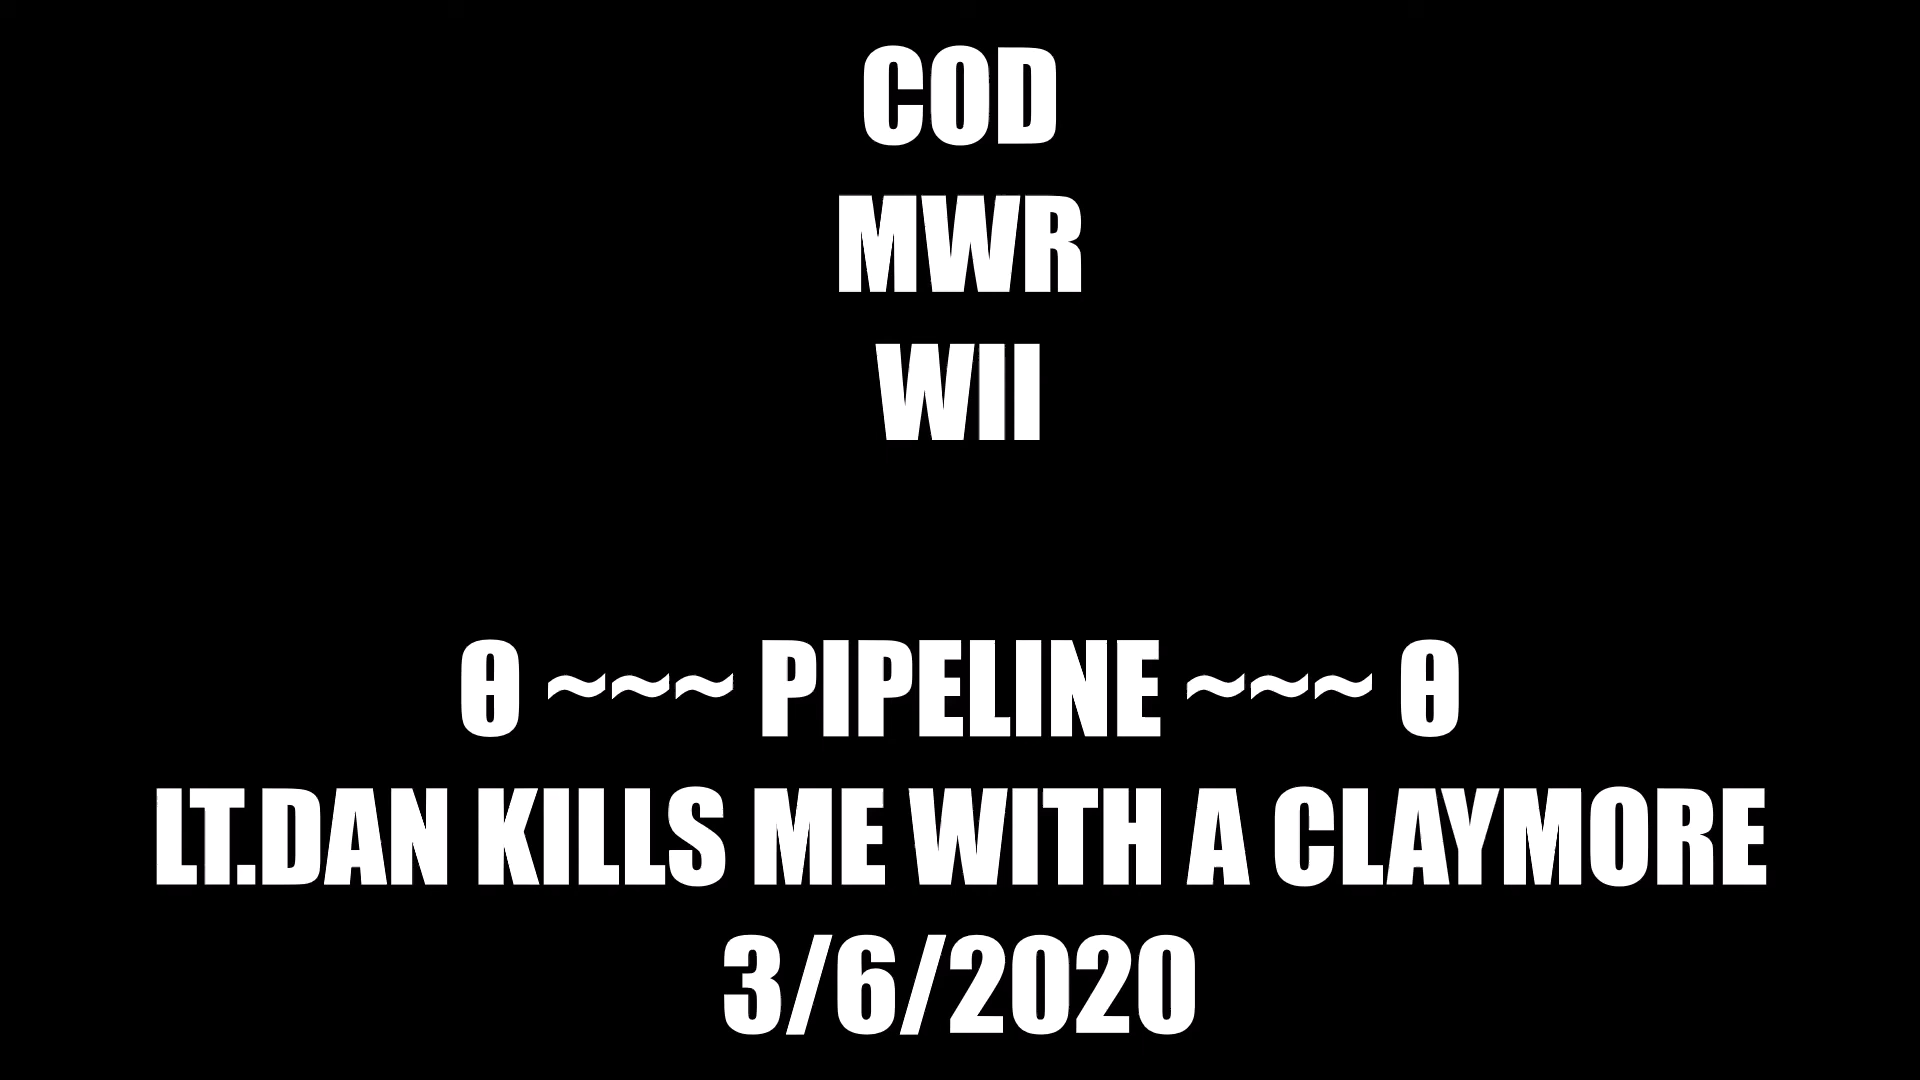 COD
MWR
WII
θ ~~~ PIPELINE ~~~ θ
LT.DAN KILLS ME WITH A CLAYMORE
3/6/2020